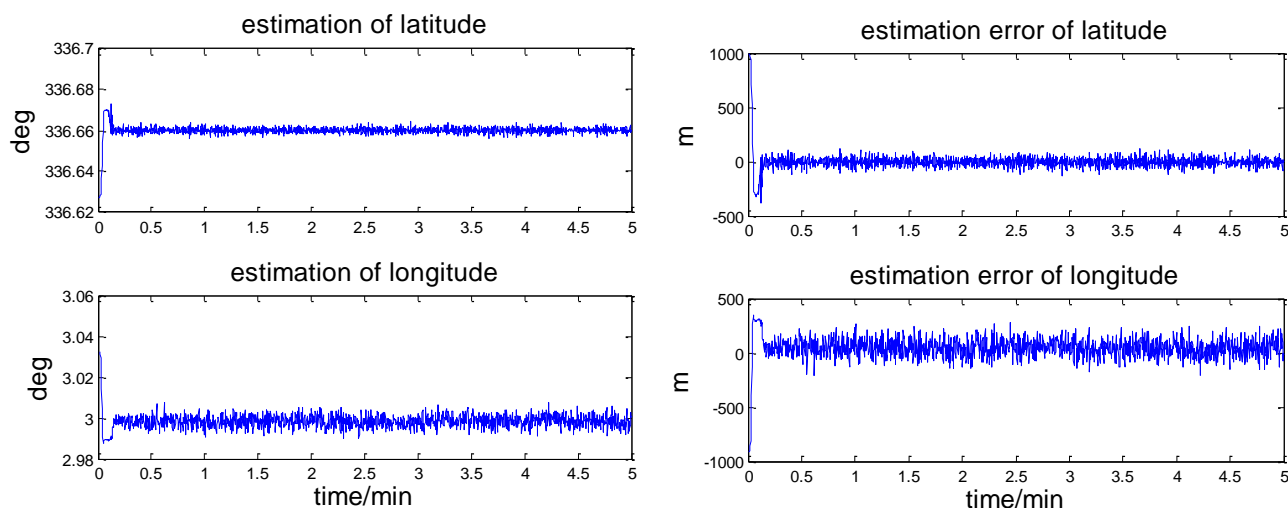 estimation of latitude
336.7
336.68
336.66
336.64
336.62
deg
0 0.5 1 1.5 2 2.5 3 3.5 4 4.5 5
estimation of longitude
3.06
3.04
3.02
3
2.98
deg
0 0.5 1 1.5 2 2.5 3 3.5 4 4.5 5
time/min
estimation error of latitude
1000
500
0
-500
m
0 0.5 1 1.5 2 2.5 3 3.5 4 4.5 5
estimation error of longitude
500
0
-500
-1000
m
0 0.5 1 1.5 2 2.5 3 3.5 4 4.5 5
time/min